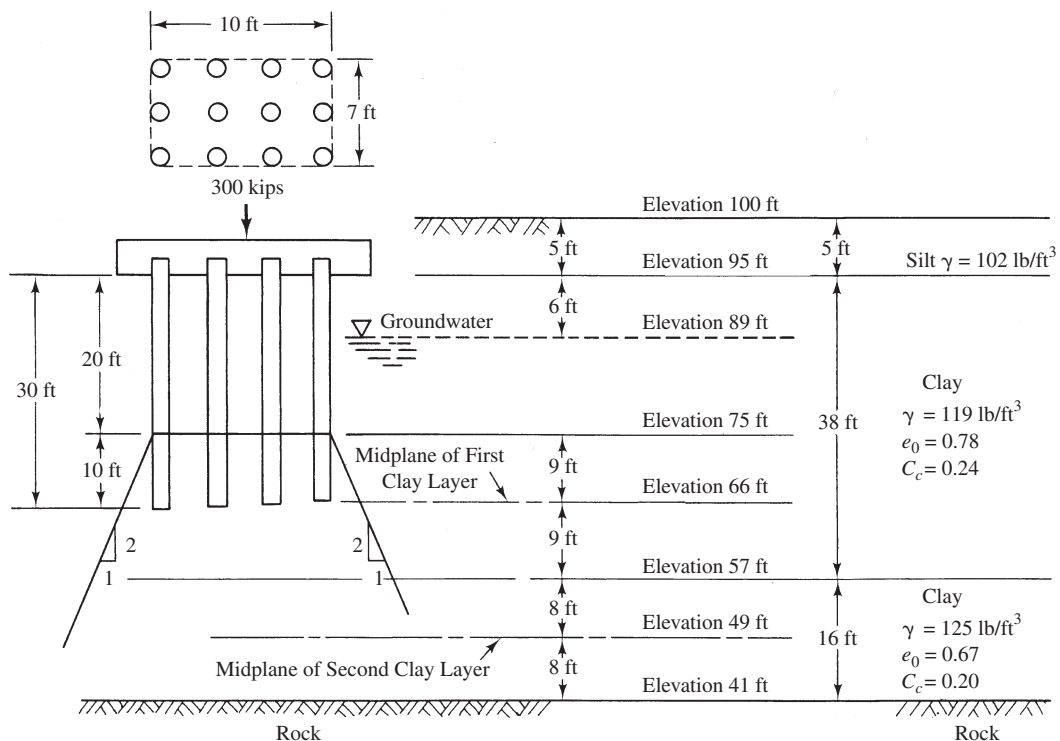 10 ft
7 ft
300 kips
Elevation 100 ft
5 ft
5 ft
Elevation 95 ft
Silt γ = 102 lb/ft³
6 ft
Groundwater
Elevation 89 ft
20 ft
30 ft
Clay
γ = 119 lb/ft³
e₀ = 0.78
C꜀ = 0.24
Elevation 75 ft
38 ft
Midplane of First
Clay Layer
9 ft
10 ft
Elevation 66 ft
9 ft
2
1
2
1
Elevation 57 ft
Clay
γ = 125 lb/ft³
e₀ = 0.67
C꜀ = 0.20
8 ft
Elevation 49 ft
16 ft
Midplane of Second Clay Layer
8 ft
Elevation 41 ft
Rock
Rock